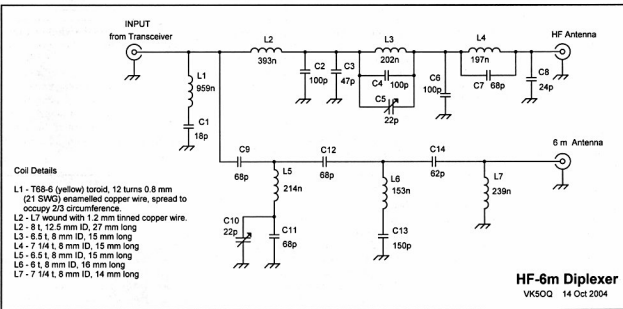 INPUT
from Transceiver
L2
393n
L3
202n
L4
197n
HF Antenna
L1
959n
C1
18p
C2
100p
C3
47p
C4
100p
C5
22p
C6
100p
C7
68p
C8
24p
6 m Antenna
C9
68p
C12
68p
C14
62p
L5
214n
L6
153n
L7
239n
C10
22p
C11
68p
C13
150p
Coil Details
L1 - T68-6 (yellow) toroid, 12 turns 0.8 mm
(21 SWG) enamelled copper wire, spread to
occupy 2/3 circumference.
L2 - L7 wound with 1.2 mm tinned copper wire.
L2 - 8 t, 12.5 mm ID, 27 mm long
L3 - 6.5 t, 8 mm ID, 15 mm long
L4 - 7 1/4 t, 8 mm ID, 15 mm long
L5 - 6.5 t, 8 mm ID, 15 mm long
L6 - 6 t, 8 mm ID, 16 mm long
L7 - 7 1/4 t, 8 mm ID, 14 mm long
HF-6m Diplexer
VK5OQ 14 Oct 2004